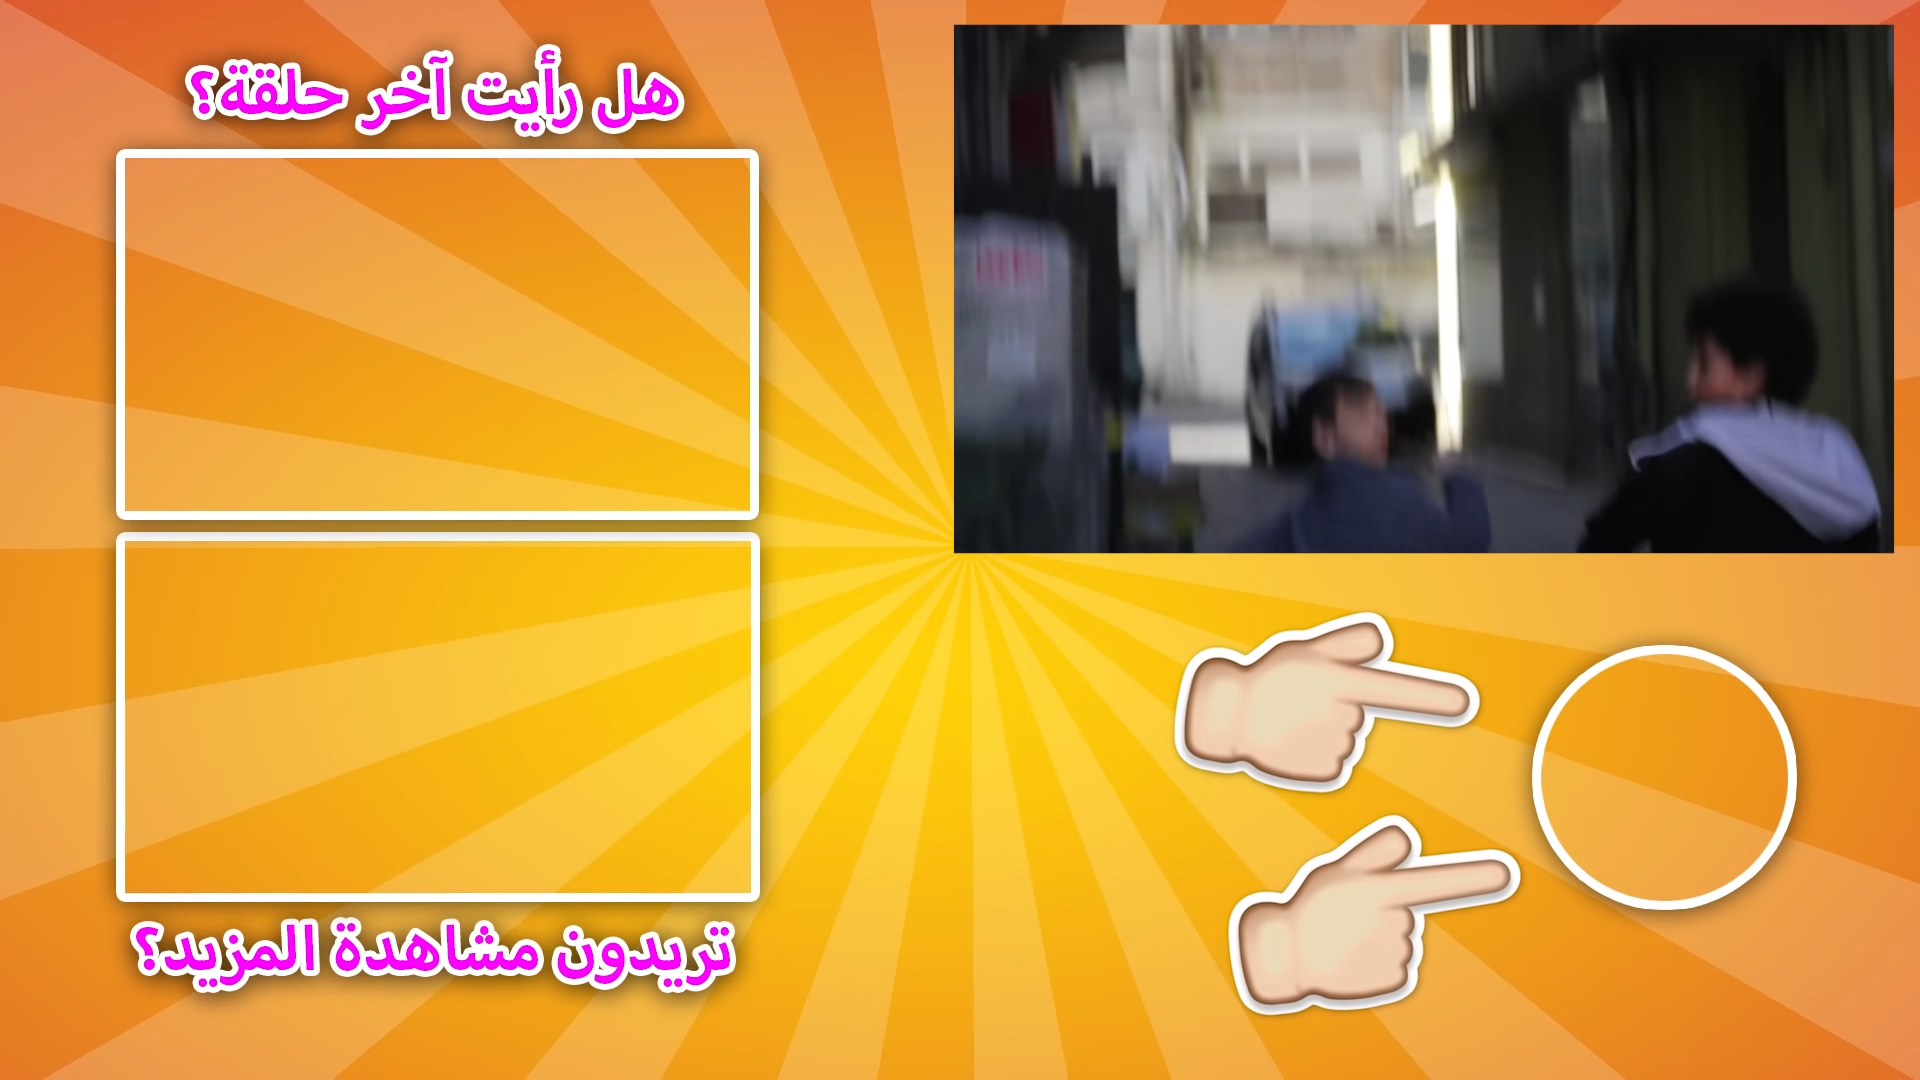 هل رأيت آخر حلقة؟
تريدون مشاهدة المزيد؟